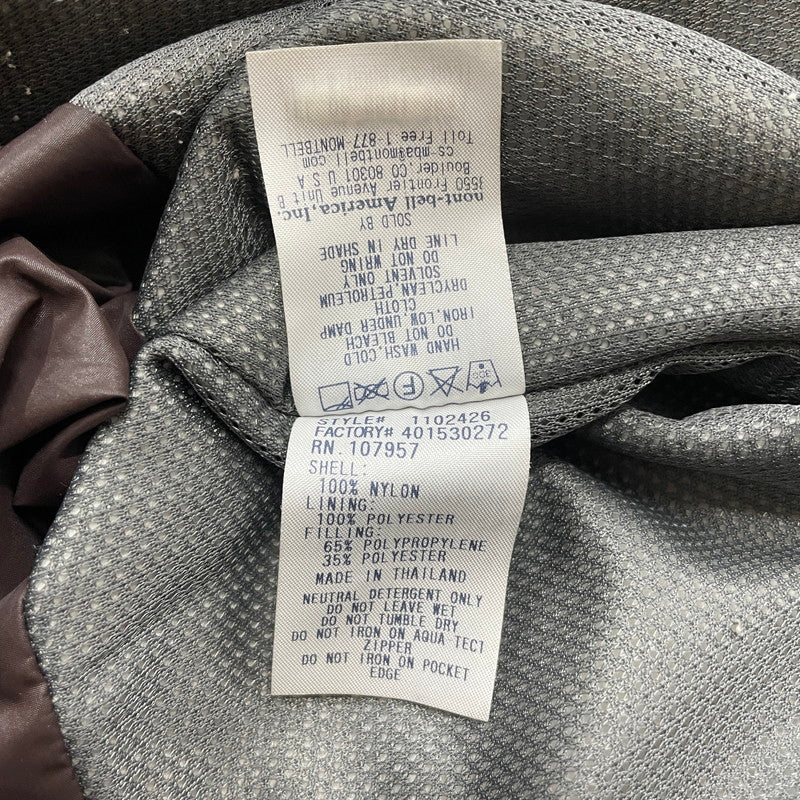 STYLE# 1102426
FACTORY# 401530272
RN. 107957
SHELL:
100% NYLON
LINING:
100% POLYESTER
FILLING:
65% POLYPROPYLENE
35% POLYESTER
MADE IN THAILAND
NEUTRAL DETERGENT ONLY
DO NOT LEAVE WET
DO NOT TUMBLE DRY
DO NOT IRON ON AQUA TECT
ZIPPER
DO NOT IRON ON POCKET
EDGE
300
F
HAND WASH,COLD
DO NOT BLEACH
IRON,LOW UNDER DAMP
CLOTH
DRYCLEAN,PETROLEUM
SOLVENT ONLY
DO NOT WRING
LINE DRY IN SHADE
SOLD BY
mont-bell America,Inc.
3550 Frontier Avenue Unit B
Boulder CO 80301 U S A
cs mba@montbell.com
Toll Free 1-877 MONTBELL